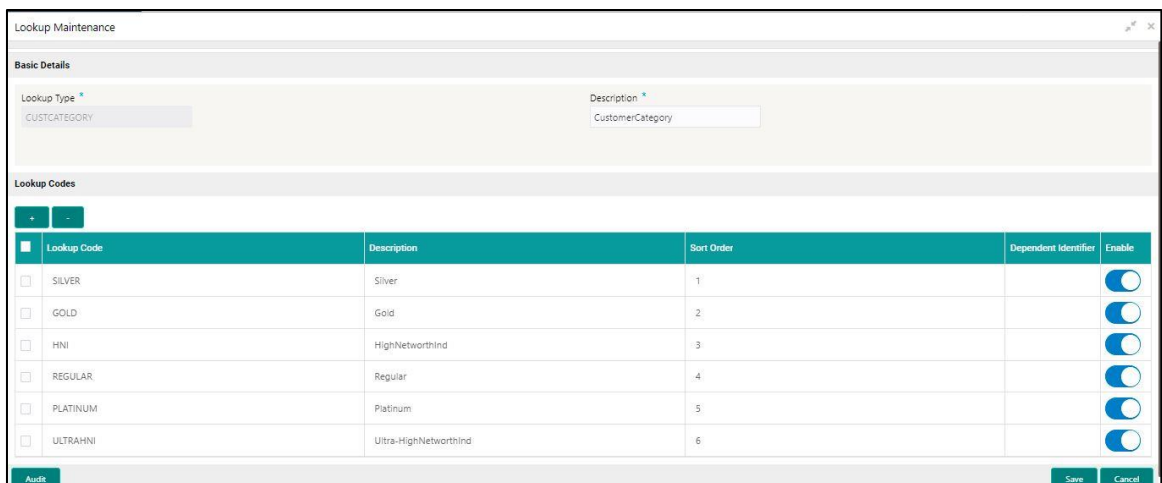 Lookup Maintenance
Basic Details
Lookup Type * Description *
CUSTCATEGORY CustomerCategory
Lookup Codes
+ -
Lookup Code Description Sort Order Dependent Identifier Enable
SILVER Silver 1
GOLD Gold 2
HNI HighNetworthInd 3
REGULAR Regular 4
PLATINUM Platinum 5
ULTRAHNI Ultra-HighNetworthInd 6
Audit Save Cancel